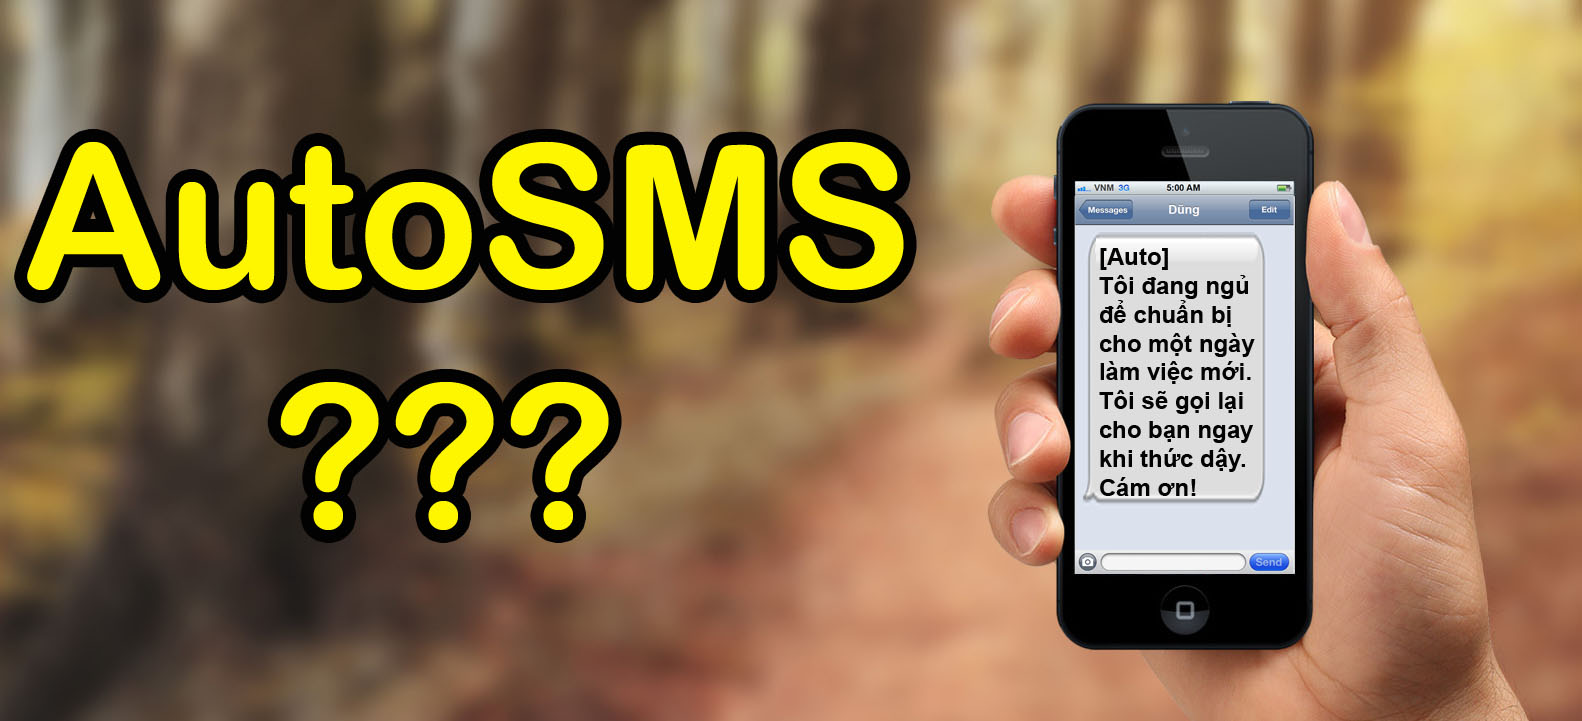 AutoSMS
???
VNM 3G 5:00 AM
Messages Dũng Edit
[Auto]
Tôi đang ngủ
để chuẩn bị
cho một ngày
làm việc mới.
Tôi sẽ gọi lại
cho bạn ngay
khi thức dậy.
Cám ơn!
Send